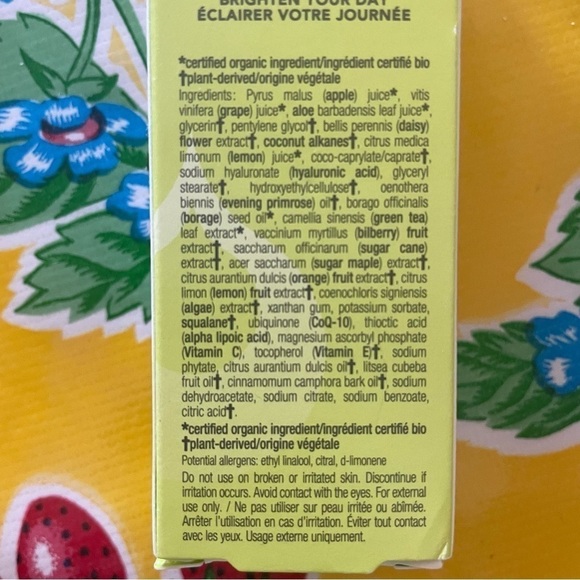 BRIGHTEN YOUR DAY
ÉCLAIRER VOTRE JOURNÉE
*certified organic ingredient/ingrédient certifié bio
†plant-derived/origine végétale
Ingredients: Pyrus malus (apple) juice*, vitis
vinifera (grape) juice*, aloe barbadensis leaf juice*,
glycerin†, pentylene glycol†, bellis perennis (daisy)
flower extract†, coconut alkanes†, citrus medica
limonum (lemon) juice*, coco-caprylate/caprate†,
sodium hyaluronate (hyaluronic acid), glyceryl
stearate†, hydroxyethylcellulose†, oenothera
biennis (evening primrose) oil†, borago officinalis
(borage) seed oil*, camellia sinensis (green tea)
leaf extract*, vaccinium myrtillus (bilberry) fruit
extract†, saccharum officinarum (sugar cane)
extract†, acer saccharum (sugar maple) extract†,
citrus aurantium dulcis (orange) fruit extract†, citrus
limon (lemon) fruit extract†, coenochloris signiensis
(algae) extract†, xanthan gum, potassium sorbate,
squalane†, ubiquinone (CoQ-10), thioctic acid
(alpha lipoic acid), magnesium ascorbyl phosphate
(Vitamin C), tocopherol (Vitamin E)†, sodium
phytate, citrus aurantium dulcis oil†, litsea cubeba
fruit oil†, cinnamomum camphora bark oil†, sodium
dehydroacetate, sodium citrate, sodium benzoate,
citric acid†.
*certified organic ingredient/ingrédient certifié bio
†plant-derived/origine végétale
Potential allergens: ethyl linalool, citral, d-limonene
Do not use on broken or irritated skin. Discontinue if
irritation occurs. Avoid contact with the eyes. For external
use only. / Ne pas utiliser sur peau irritée ou abîmée.
Arrêter l'utilisation en cas d'irritation. Éviter tout contact
avec les yeux. Usage externe uniquement.